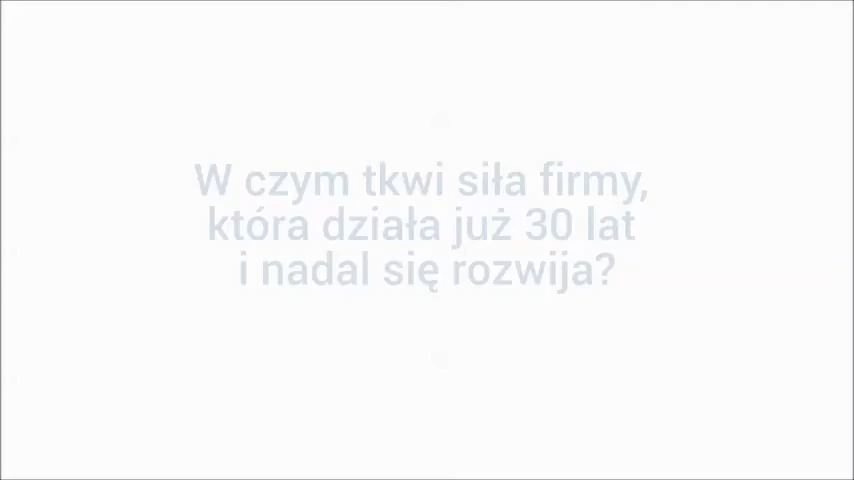 W czym tkwi siła firmy,
która działa już 30 lat
i nadal się rozwija?